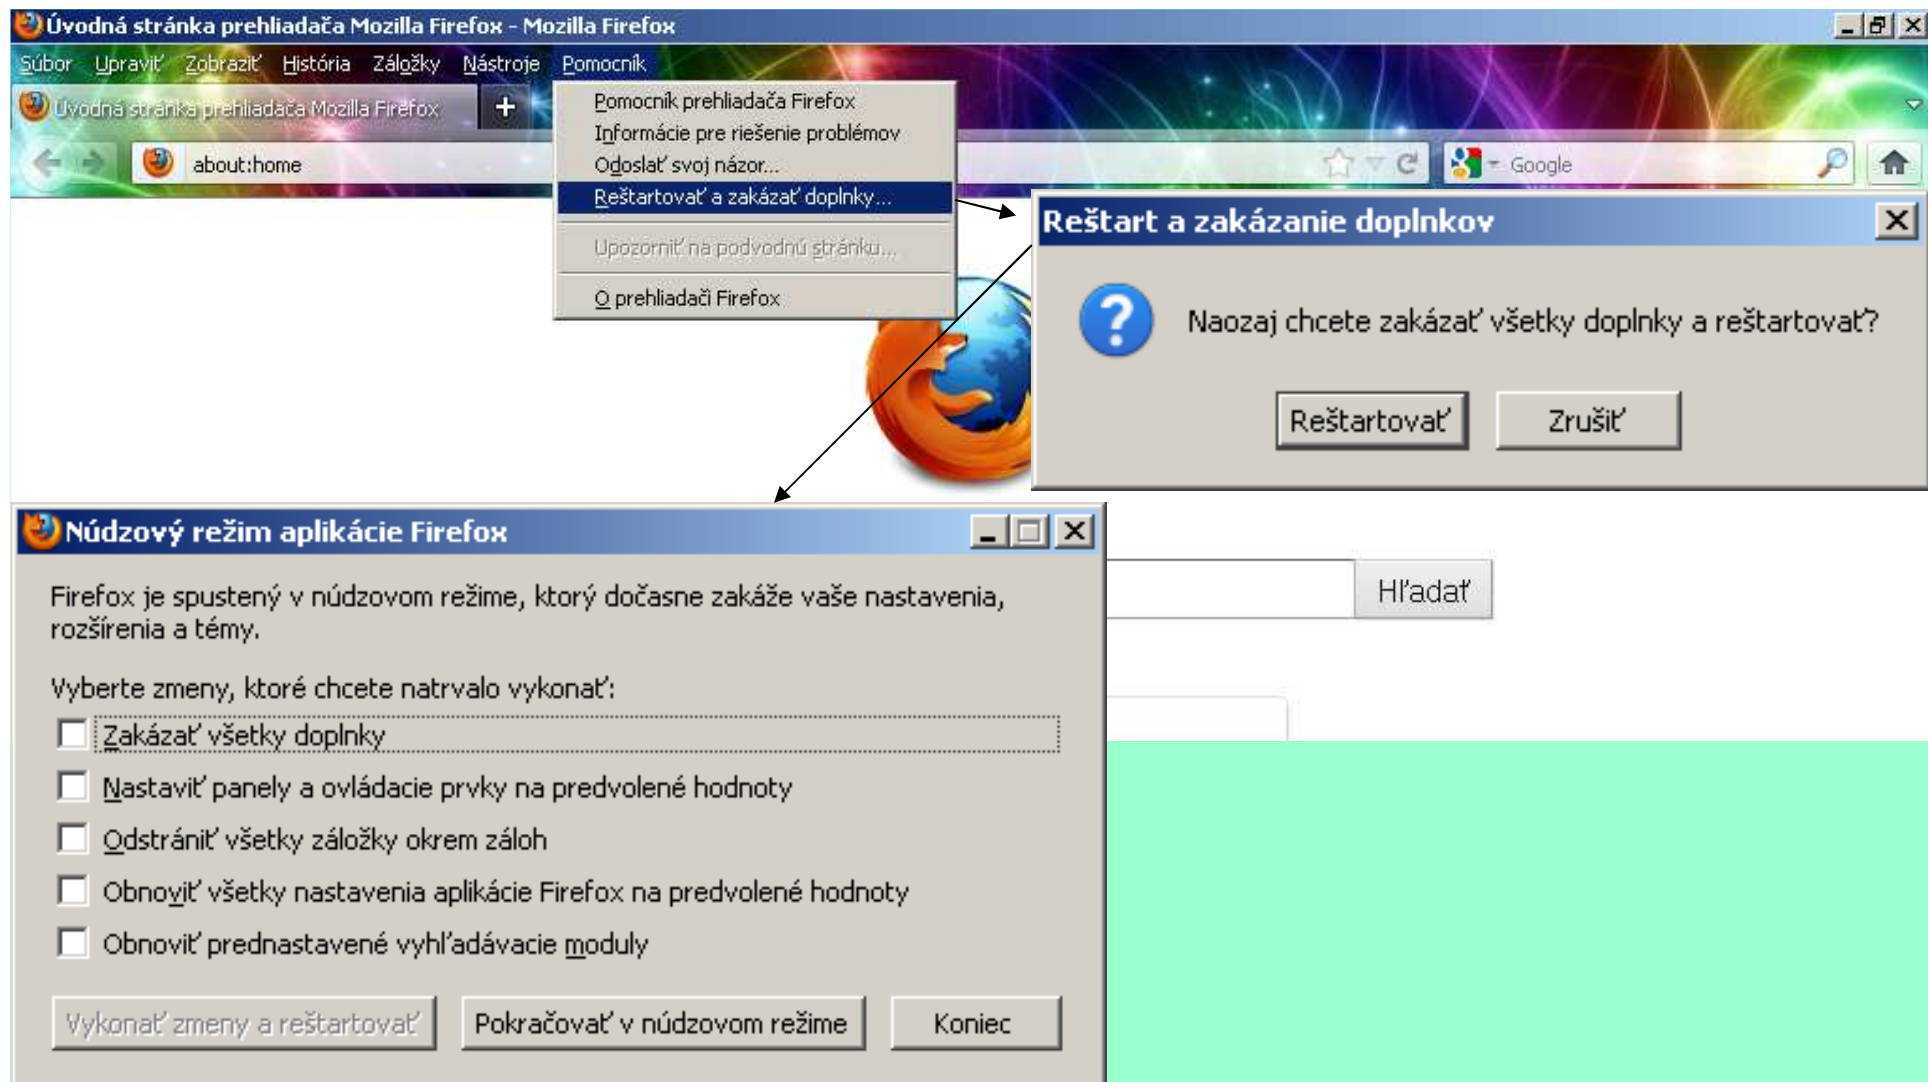 Úvodná stránka prehliadača Mozilla Firefox - Mozilla Firefox
Súbor Upraviť Zobraziť História Záložky Nástroje Pomocník
Úvodná stránka prehliadača Mozilla Firefox
about:home
Google
Pomocník prehliadača Firefox
Informácie pre riešenie problémov
Odoslať svoj názor...
Reštartovať a zakázať doplnky...
Upozorniť na podvodnú stránku...
O prehliadači Firefox
Reštart a zakázanie doplnkov
Naozaj chcete zakázať všetky doplnky a reštartovať?
Reštartovať Zrušiť
Hľadať
Núdzový režim aplikácie Firefox
Firefox je spustený v núdzovom režime, ktorý dočasne zakáže vaše nastavenia,
rozšírenia a témy.
Vyberte zmeny, ktoré chcete natrvalo vykonať:
Zakázať všetky doplnky
Nastaviť panely a ovládacie prvky na predvolené hodnoty
Odstrániť všetky záložky okrem záloh
Obnoviť všetky nastavenia aplikácie Firefox na predvolené hodnoty
Obnoviť prednastavené vyhľadávacie moduly
Vykonať zmeny a reštartovať Pokračovať v núdzovom režime Koniec